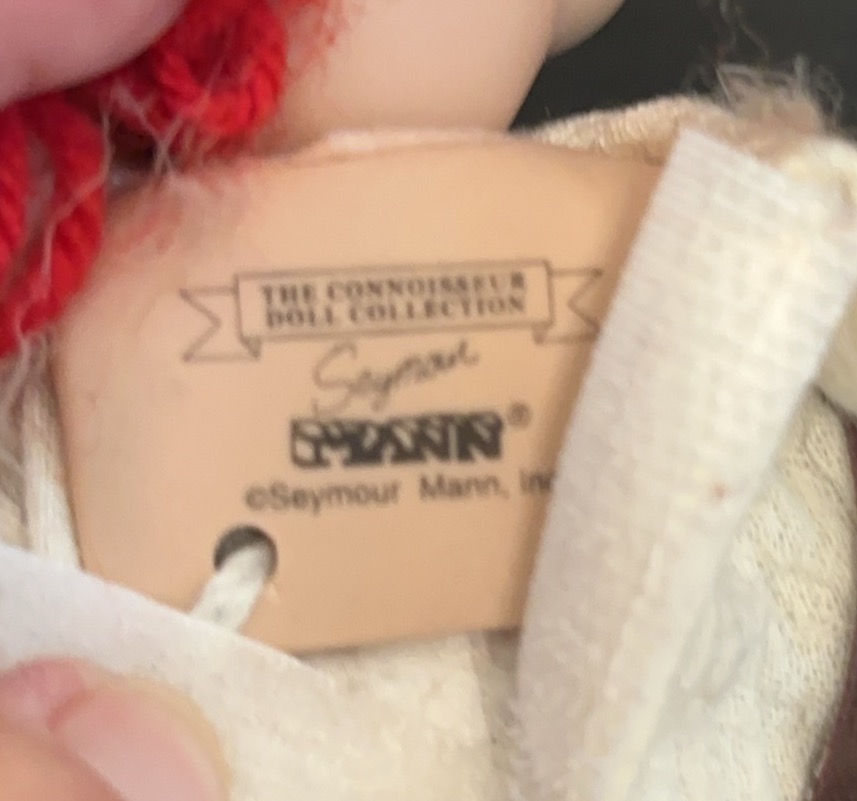 THE CONNOISSEUR
DOLL COLLECTION
Seymour
MANN®
©Seymour Mann, Inc